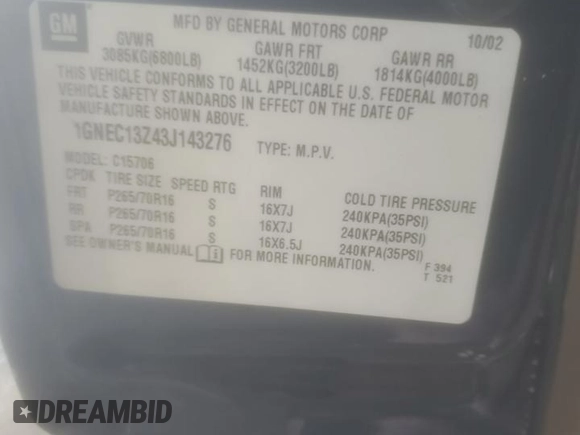 GM
MFD BY GENERAL MOTORS CORP 10/02
GVWR GAWR FRT GAWR RR
3085KG(6800LB) 1452KG(3200LB) 1814KG(4000LB)
THIS VEHICLE CONFORMS TO ALL APPLICABLE U.S. FEDERAL MOTOR
VEHICLE SAFETY STANDARDS IN EFFECT ON THE DATE OF
MANUFACTURE SHOWN ABOVE.
1GNEC13Z43J143276 TYPE: M.P.V.
MODEL: C15706
CPDK TIRE SIZE SPEED RTG RIM COLD TIRE PRESSURE
FRT P265/70R16 S 16X7J 240KPA(35PSI)
RR P265/70R16 S 16X7J 240KPA(35PSI)
SPA P265/70R16 S 16X6.5J 240KPA(35PSI)
SEE OWNER'S MANUAL FOR MORE INFORMATION.
F 394
T 521
DREAMBID